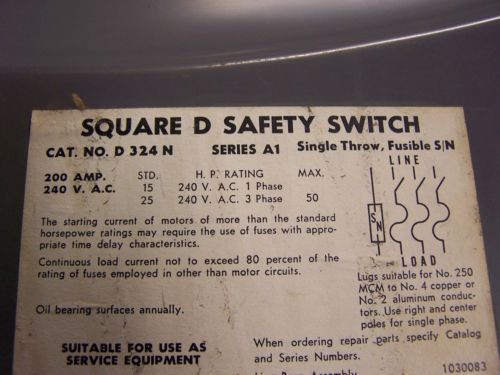 SQUARE D SAFETY SWITCH
CAT. NO. D 324 N SERIES A1 Single Throw, Fusible S/N
200 AMP. STD. H. P. RATING MAX.
240 V. A.C. 15 240 V. A.C. 1 Phase
25 240 V. A.C. 3 Phase 50
LINE
SN
LOAD
The starting current of motors of more than the standard
horsepower ratings may require the use of fuses with appro-
priate time delay characteristics.
Continuous load current not to exceed 80 percent of the
rating of fuses employed in other than motor circuits.
Oil bearing surfaces annually.
Lugs suitable for No. 250
MCM to No. 4 copper or
No. 2 aluminum conduc-
tors. Use right and center
poles for single phase.
SUITABLE FOR USE AS
SERVICE EQUIPMENT
When ordering repair parts specify Catalog
and Series Numbers.
1030083